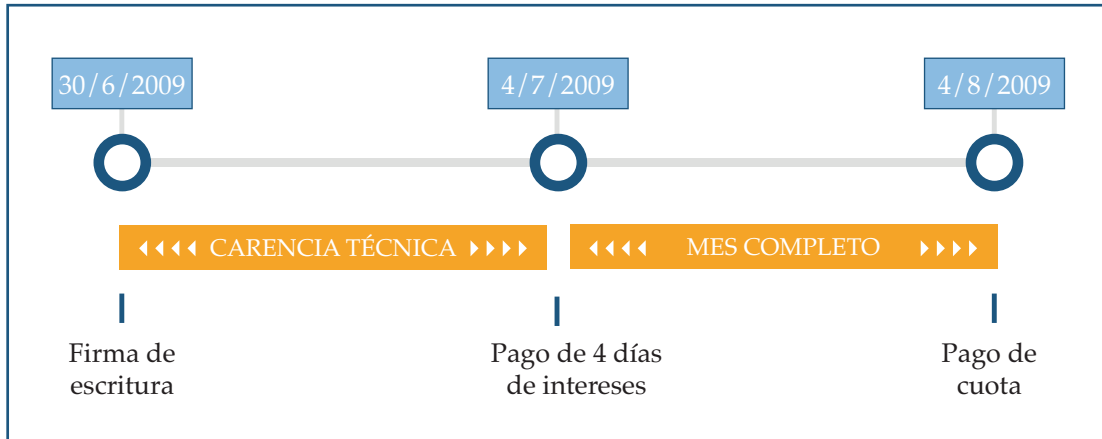 30/6/2009
4/7/2009
4/8/2009
CARENCIA TÉCNICA
MES COMPLETO
Firma de
escritura
Pago de 4 días
de intereses
Pago de
cuota